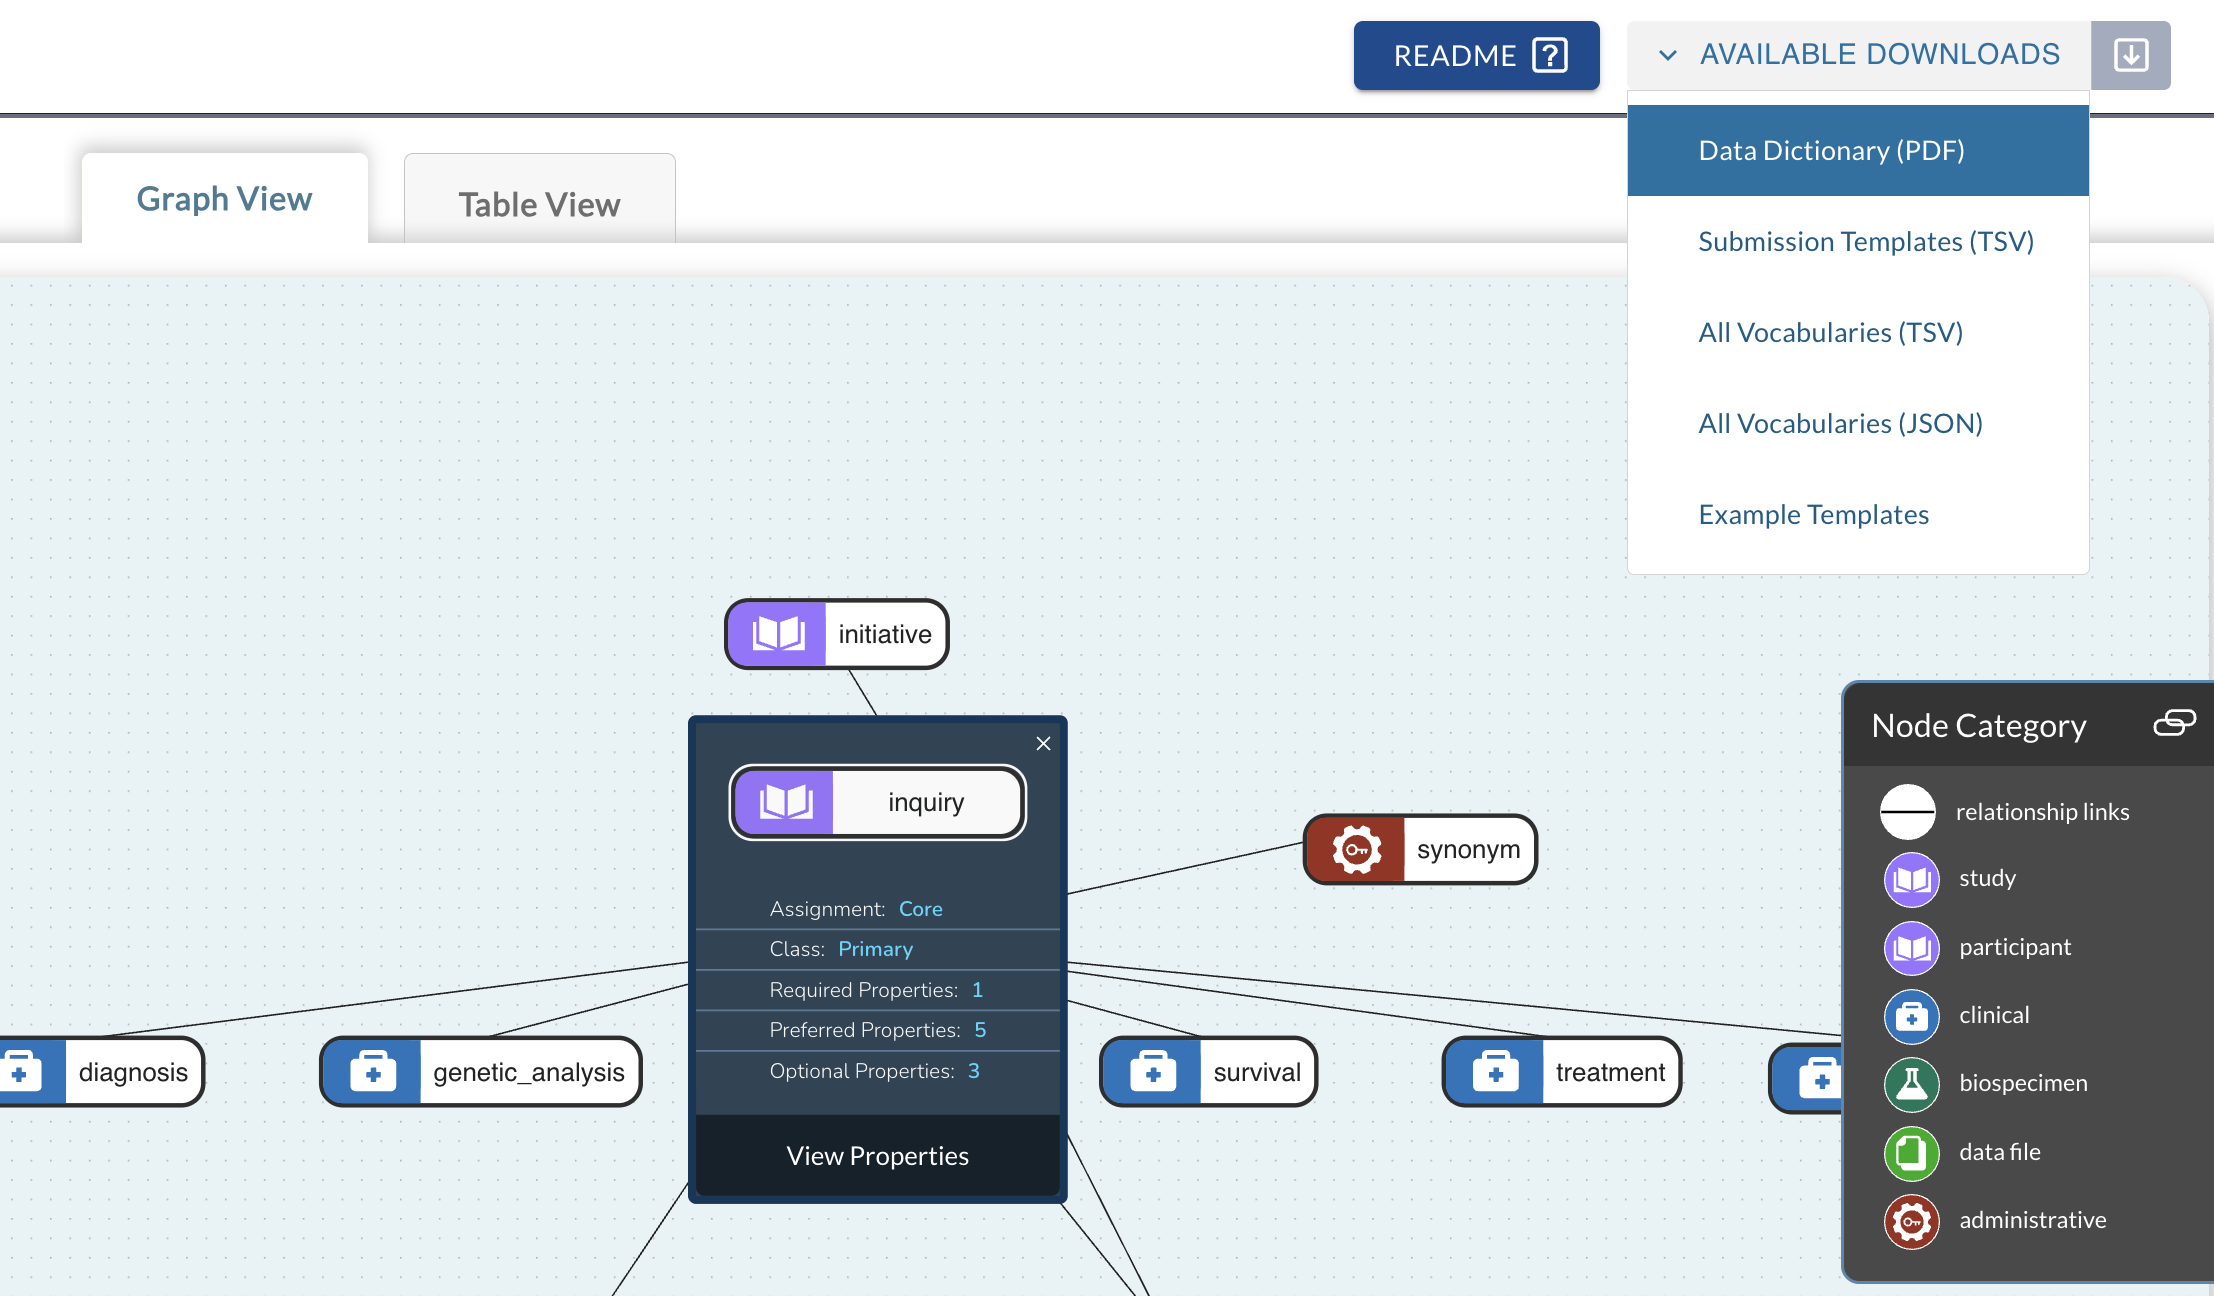 README
AVAILABLE DOWNLOADS
Data Dictionary (PDF)
Submission Templates (TSV)
All Vocabularies (TSV)
All Vocabularies (JSON)
Example Templates
Graph View
Table View
initiative
inquiry
Assignment: Core
Class: Primary
Required Properties: 1
Preferred Properties: 5
Optional Properties: 3
View Properties
synonym
diagnosis
genetic_analysis
survival
treatment
Node Category
relationship links
study
participant
clinical
biospecimen
data file
administrative